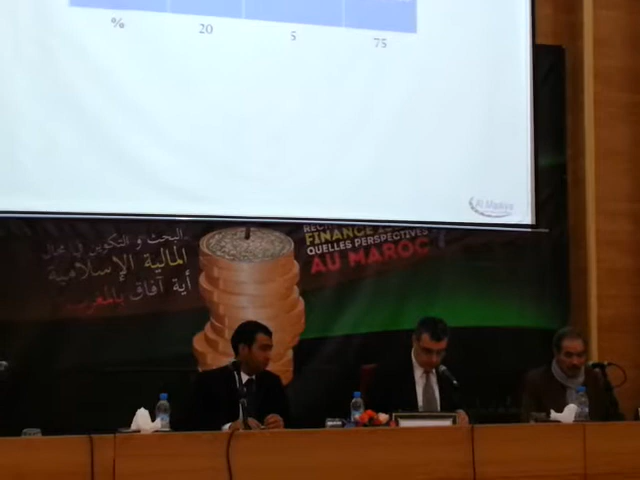 % 20 5 75
البحث و التكوين في مجال
المالية الإسلامية
أية آفاق بالمغرب
FINANCE
QUELLES PERSPECTIVES
AU MAROC